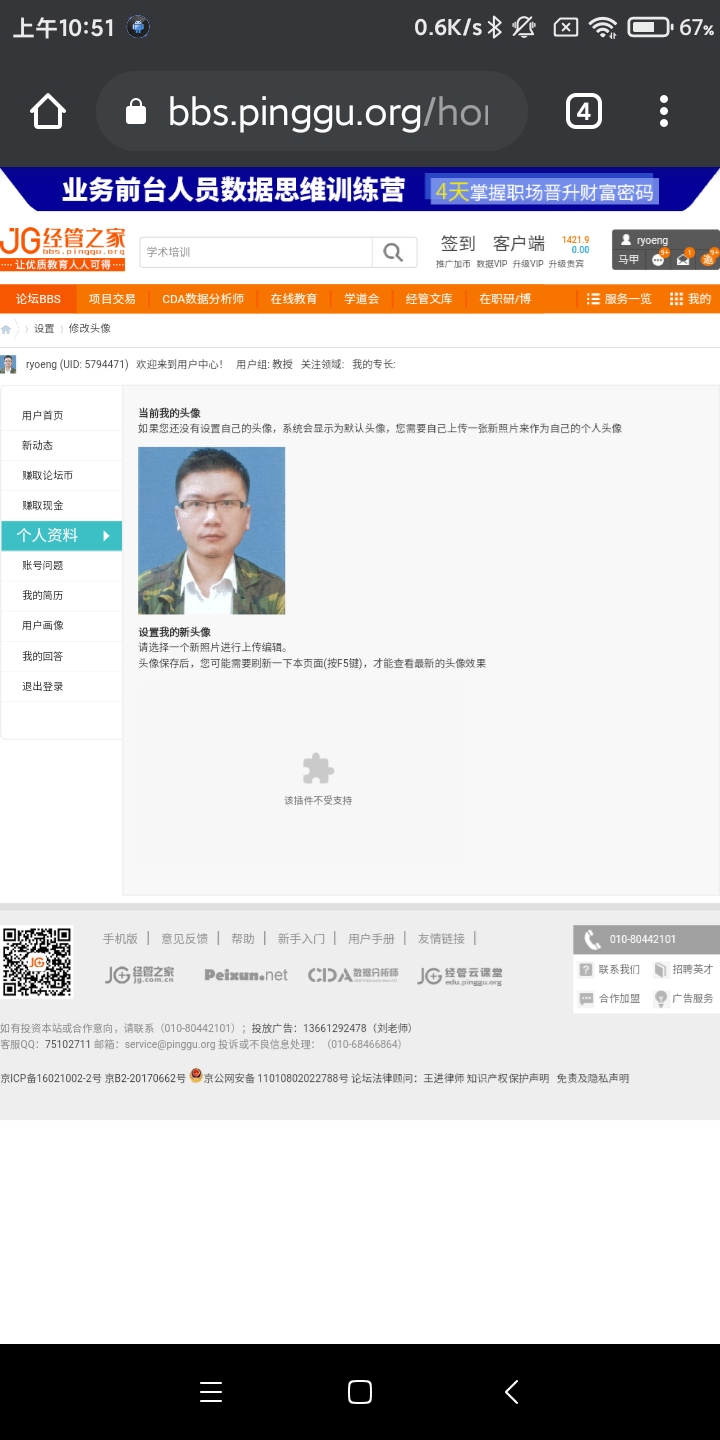 上午10:51 0.6K/s 67%
bbs.pinggu.org/hor
4
业务前台人员数据思维训练营 4天掌握职场晋升财富密码
JG经管之家
bbs.pinggu.org
让优质教育人人可得
学术培训
签到 客户端 1421.9
0.00
推广加币 数据VIP 升级VIP 升级贵宾
ryoeng
马甲 9+ 1 9+
论坛BBS 项目交易 CDA数据分析师 在线教育 学道会 经管文库 在职研/博 服务一览 我的
设置 〉 修改头像
ryoeng (UID: 5794471) 欢迎来到用户中心! 用户组: 教授 关注领域: 我的专长:
用户首页
新动态
赚取论坛币
赚取现金
个人资料
账号问题
我的简历
用户画像
我的回答
退出登录
当前我的头像
如果您还没有设置自己的头像，系统会显示为默认头像，您需要自己上传一张新照片来作为自己的个人头像
设置我的新头像
请选择一个新照片进行上传编辑。
头像保存后，您可能需要刷新一下本页面(按F5键)，才能查看最新的头像效果
该插件不受支持
手机版 | 意见反馈 | 帮助 | 新手入门 | 用户手册 | 友情链接 |
JG 经管之家 jg.com.cn Peixun.net CDA 数据分析师 JG 经管云课堂 edu.pinggu.org
010-80442101
联系我们 招聘英才
合作加盟 广告服务
如有投资本站或合作意向，请联系（010-80442101）；投放广告：13661292478（刘老师）
客服QQ：75102711 邮箱：service@pinggu.org 投诉或不良信息处理：（010-68466864）
京ICP备16021002-2号 京B2-20170662号 京公网安备 11010802022788号 论坛法律顾问：王进律师 知识产权保护声明 免责及隐私声明